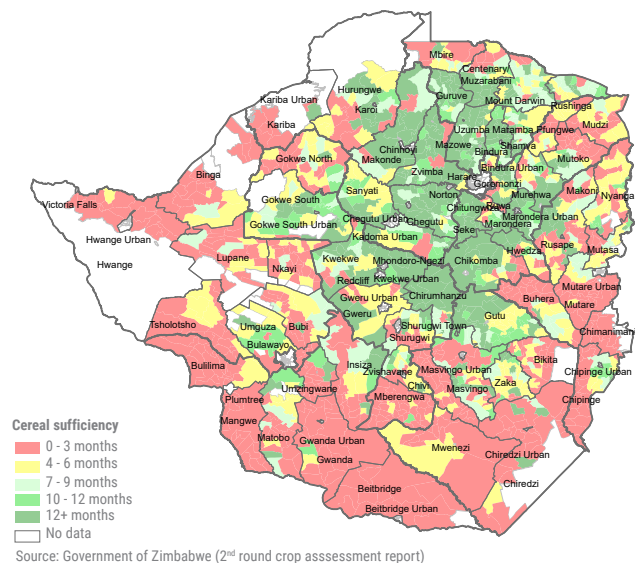 Mbire
Centenary/
Muzarabani
Hurungwe
Guruve
Mount Darwin
Rushinga
Kariba Urban
Karoi
Kariba
Uzumba Maramba Pfungwe
Mudzi
Chinhoyi
Mazowe
Shamva
Bindura
Makonde
Gokwe North
Mutoko
Bindura Urban
Zvimba
Harare
Binga
Goromonzi
Sanyati
Norton
Murehwa
Makoni
Nyanga
Gokwe South
Chitungwiza
Ruwa
Victoria Falls
Marondera Urban
Chegutu Urban
Chegutu
Marondera
Gokwe South Urban
Seke
Hwange Urban
Kadoma Urban
Rusape
Mutasa
Hwedza
Lupane
Kwekwe
Mhondoro-Ngezi
Chikomba
Hwange
Nkayi
Redcliff
Kwekwe Urban
Mutare Urban
Buhera
Gweru Urban
Chirumhanzu
Mutare
Tsholotsho
Umguza
Bubi
Gweru
Gutu
Shurugwi Town
Chimanimani
Shurugwi
Bulawayo
Bulilima
Insiza
Zvishavane
Masvingo Urban
Bikita
Chipinge Urban
Umzingwane
Chivi
Masvingo
Zaka
Plumtree
Mberengwa
Chipinge
Mangwe
Matobo
Gwanda Urban
Mwenezi
Chiredzi Urban
Gwanda
Chiredzi
Beitbridge
Beitbridge Urban
Cereal sufficiency
0 - 3 months
4 - 6 months
7 - 9 months
10 - 12 months
12+ months
No data
Source: Government of Zimbabwe (2nd round crop asssessment report)